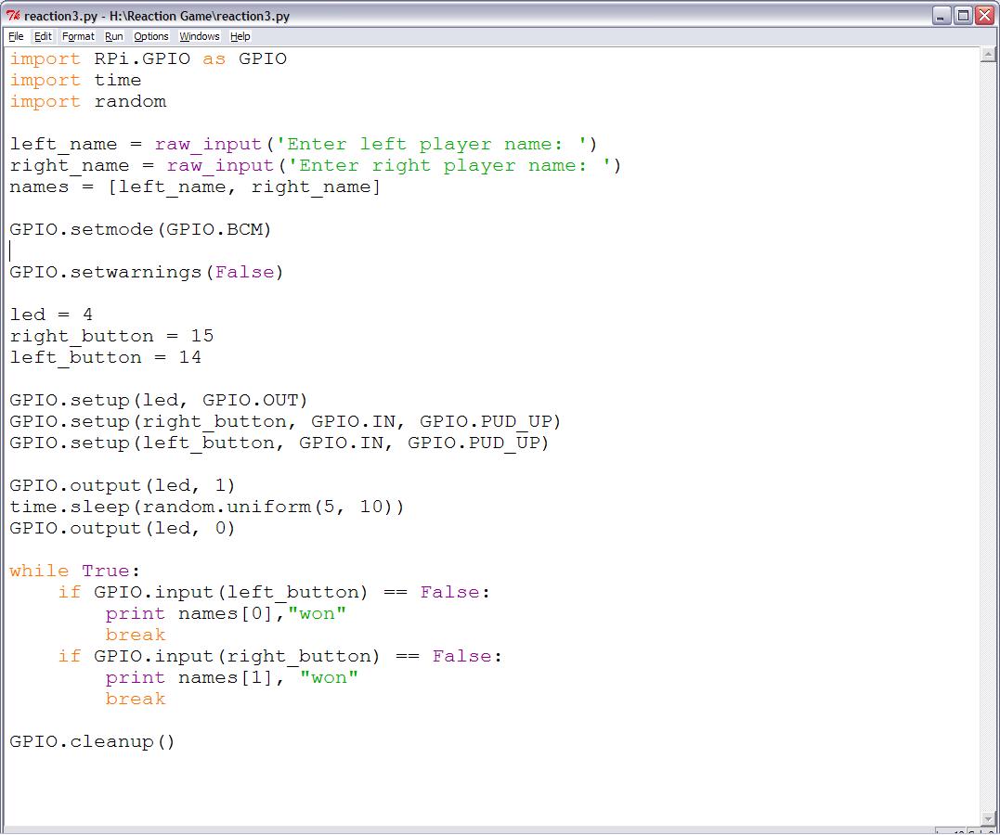 reaction3.py - H:\Reaction Game\reaction3.py
File Edit Format Run Options Windows Help
import RPi.GPIO as GPIO
import time
import random
left_name = raw_input('Enter left player name: ')
right_name = raw_input('Enter right player name: ')
names = [left_name, right_name]
GPIO.setmode(GPIO.BCM)
GPIO.setwarnings(False)
led = 4
right_button = 15
left_button = 14
GPIO.setup(led, GPIO.OUT)
GPIO.setup(right_button, GPIO.IN, GPIO.PUD_UP)
GPIO.setup(left_button, GPIO.IN, GPIO.PUD_UP)
GPIO.output(led, 1)
time.sleep(random.uniform(5, 10))
GPIO.output(led, 0)
while True:
    if GPIO.input(left_button) == False:
        print names[0],"won"
        break
    if GPIO.input(right_button) == False:
        print names[1], "won"
        break
GPIO.cleanup()